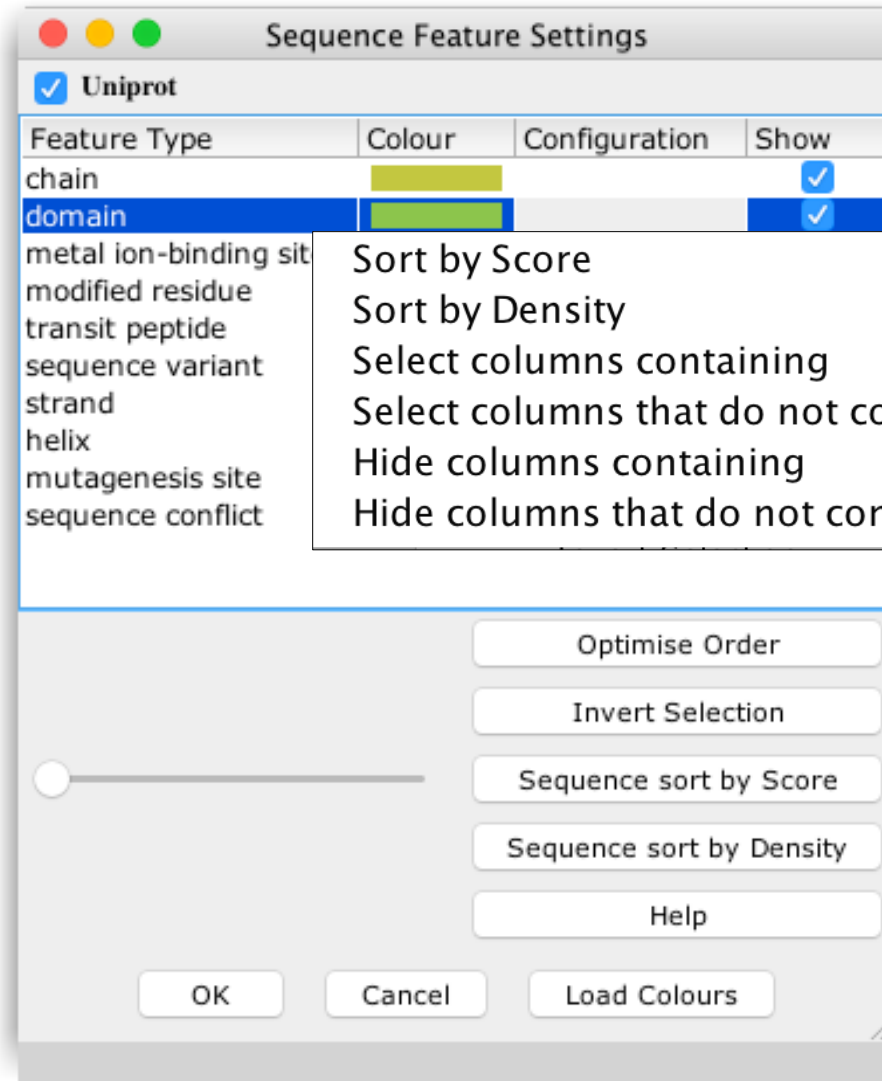 Sequence Feature Settings
Uniprot
Feature Type Colour Configuration Show
chain
domain
metal ion-binding sit
modified residue
transit peptide
sequence variant
strand
helix
mutagenesis site
sequence conflict
Sort by Score
Sort by Density
Select columns containing
Select columns that do not co
Hide columns containing
Hide columns that do not con
Optimise Order
Invert Selection
Sequence sort by Score
Sequence sort by Density
Help
OK Cancel Load Colours